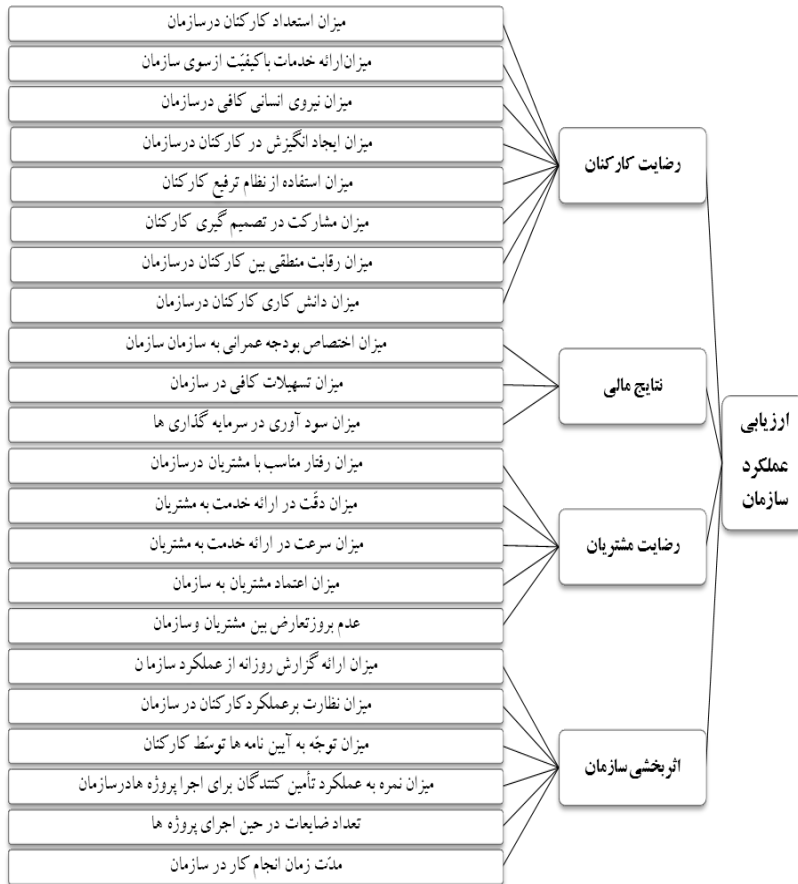 ارزیابی
عملکرد
سازمان
رضایت کارکنان
میزان استعداد کارکنان درسازمان
میزان‌ارائه خدمات باکیفیّت ازسوی سازمان
میزان نیروی انسانی کافی درسازمان
میزان ایجاد انگیزش در کارکنان درسازمان
میزان استفاده از نظام ترفیع کارکنان
میزان مشارکت در تصمیم گیری کارکنان
میزان رقابت منطقی بین کارکنان درسازمان
میزان دانش کاری کارکنان درسازمان
نتایج مالی
میزان اختصاص بودجه عمرانی به سازمان سازمان
میزان تسهیلات کافی در سازمان
میزان سود آوری در سرمایه گذاری ها
رضایت مشتریان
میزان رفتار مناسب با مشتریان درسازمان
میزان دقّت در ارائه خدمت به مشتریان
میزان سرعت در ارائه خدمت به مشتریان
میزان اعتماد مشتریان به سازمان
عدم بروزتعارض بین مشتریان وسازمان
اثربخشی سازمان
میزان ارائه گزارش روزانه از عملکرد سازما ن
میزان نظارت برعملکردکارکنان در سازمان
میزان توجّه به آیین نامه ها توسّط کارکنان
میزان نمره به عملکرد تأمین کنندگان برای اجرا پروژه هادرسازمان
تعداد ضایعات در حین اجرای پروژه ها
مدّت زمان انجام کار در سازمان